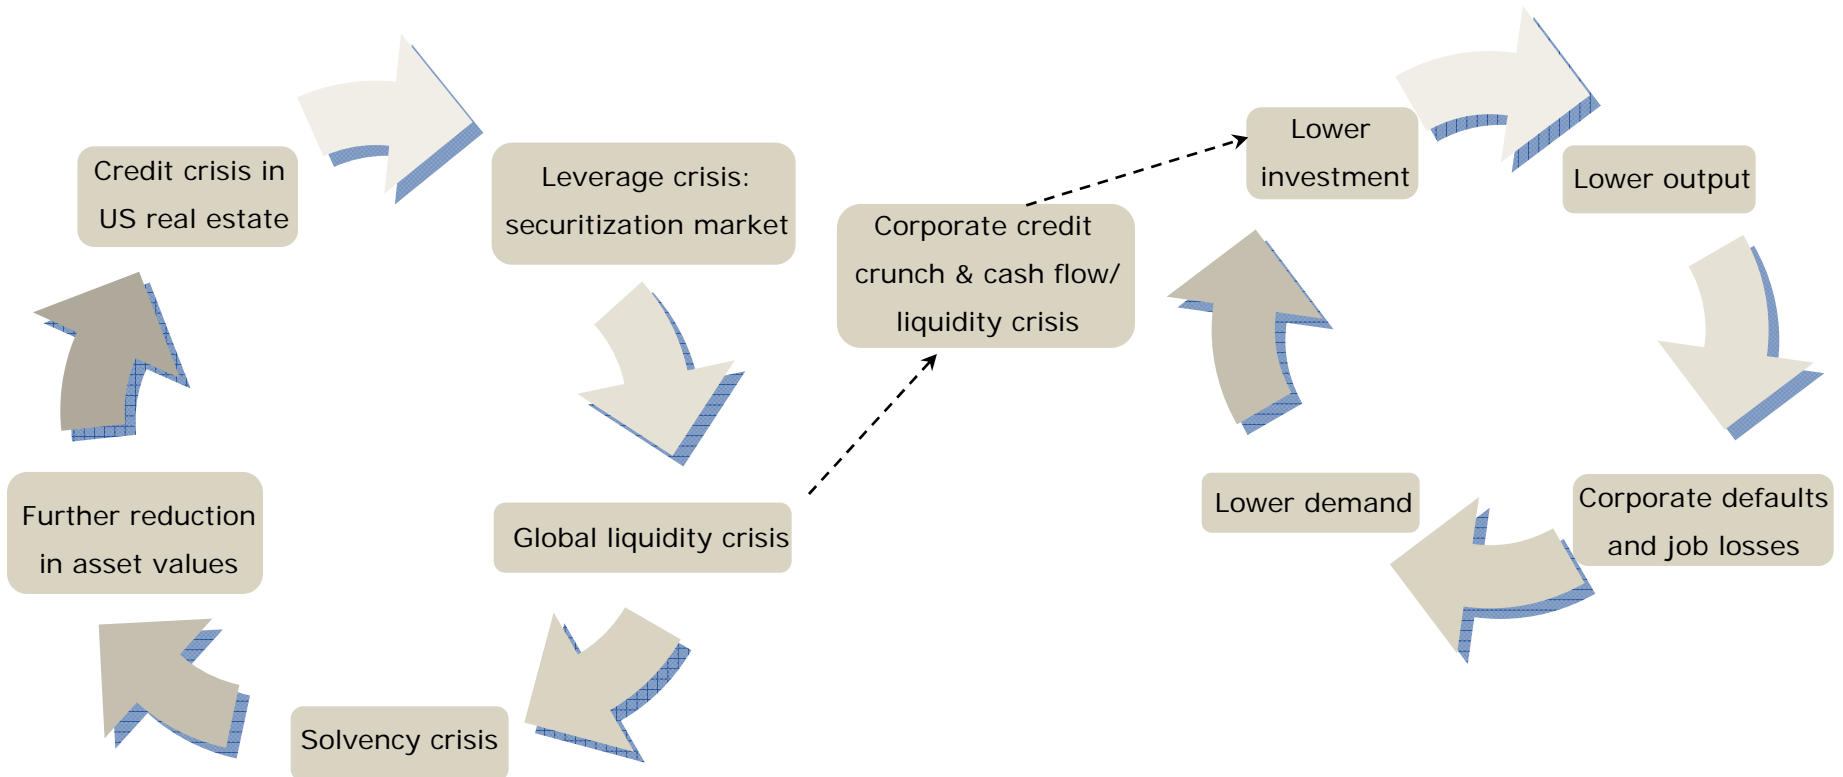 Credit crisis in
US real estate
Leverage crisis:
securitization market
Global liquidity crisis
Solvency crisis
Further reduction
in asset values
Corporate credit
crunch & cash flow/
liquidity crisis
Lower
investment
Lower output
Corporate defaults
and job losses
Lower demand